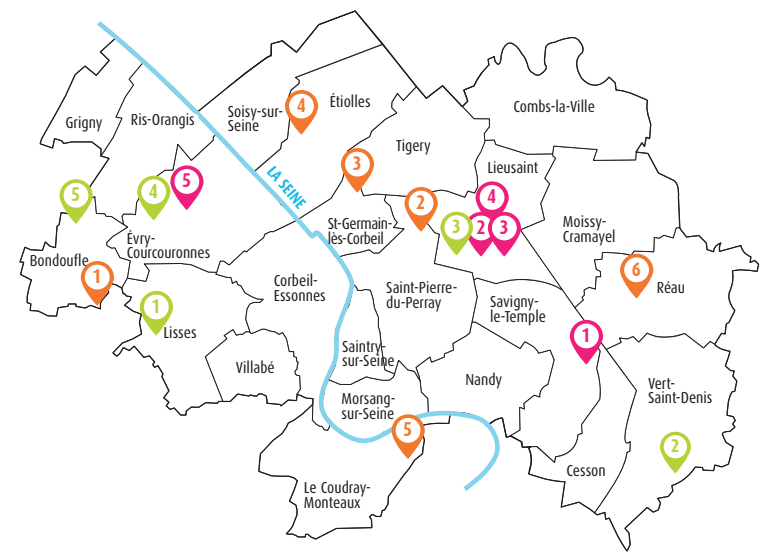 Combs-la-Ville
Étiolles
4
Soisy-sur-
Seine
Ris-Orangis
Grigny
Tigery
3
Lieusaint
LA SEINE
5
4
5
4
2
3
2
3
St-Germain-
lès-Corbeil
Moissy-
Cramayel
Évry-
Courcouronnes
Bondoufle
1
6
Réau
Corbeil-
Essonnes
Saint-Pierre-
du-Perray
Savigny-
le-Temple
1
Lisses
1
Saintry-
sur-Seine
Villabé
Nandy
Vert-
Saint-Denis
Morsang-
sur-Seine
5
2
Cesson
Le Coudray-
Monteaux